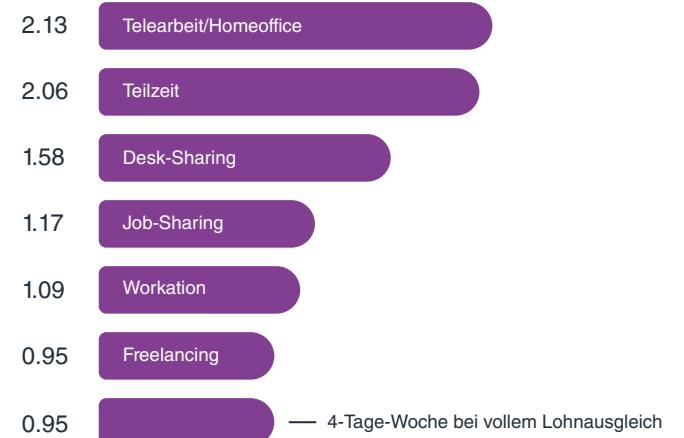 2.13 Telearbeit/Homeoffice
2.06 Teilzeit
1.58 Desk-Sharing
1.17 Job-Sharing
1.09 Workation
0.95 Freelancing
0.95 4-Tage-Woche bei vollem Lohnausgleich